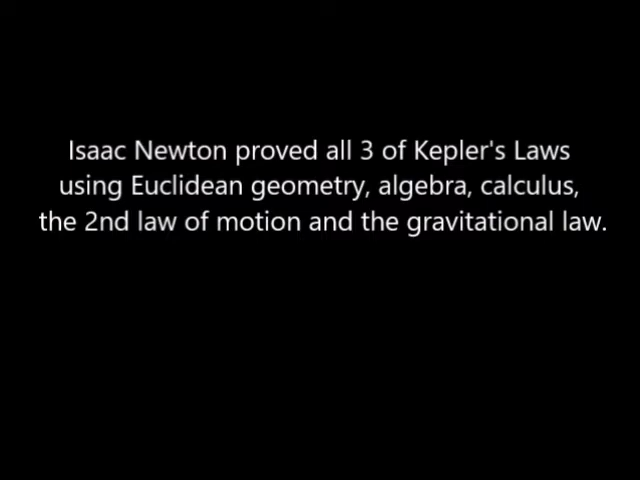 Isaac Newton proved all 3 of Kepler's Laws
using Euclidean geometry, algebra, calculus,
the 2nd law of motion and the gravitational law.